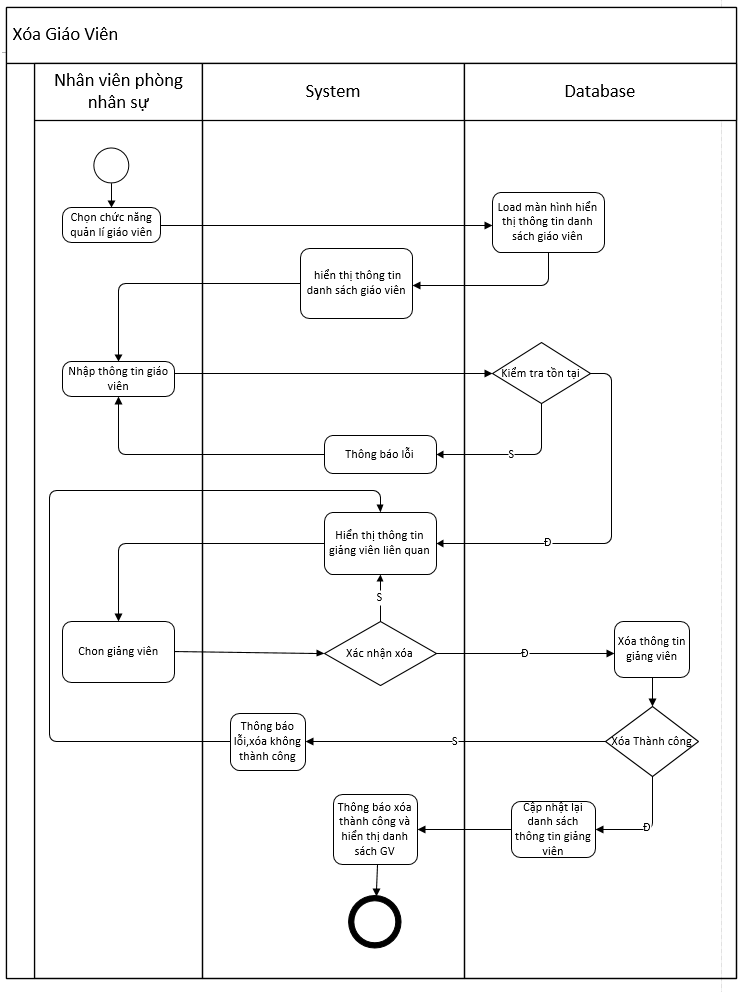 Xóa Giáo Viên
Nhân viên phòng
nhân sự
System
Database
Chọn chức năng
quản lí giáo viên
Load màn hình hiển
thị thông tin danh
sách giáo viên
hiển thị thông tin
danh sách giáo viên
Nhập thông tin giáo
viên
Kiểm tra tồn tại
Thông báo lỗi
S
Hiển thị thông tin
giảng viên liên quan
Đ
S
Chon giảng viên
Xác nhận xóa
Đ
Xóa thông tin
giảng viên
Thông báo
lỗi,xóa không
thành công
S
Xóa Thành công
Thông báo xóa
thành công và
hiển thị danh
sách GV
Cập nhật lại
danh sách
thông tin giảng
viên
Đ